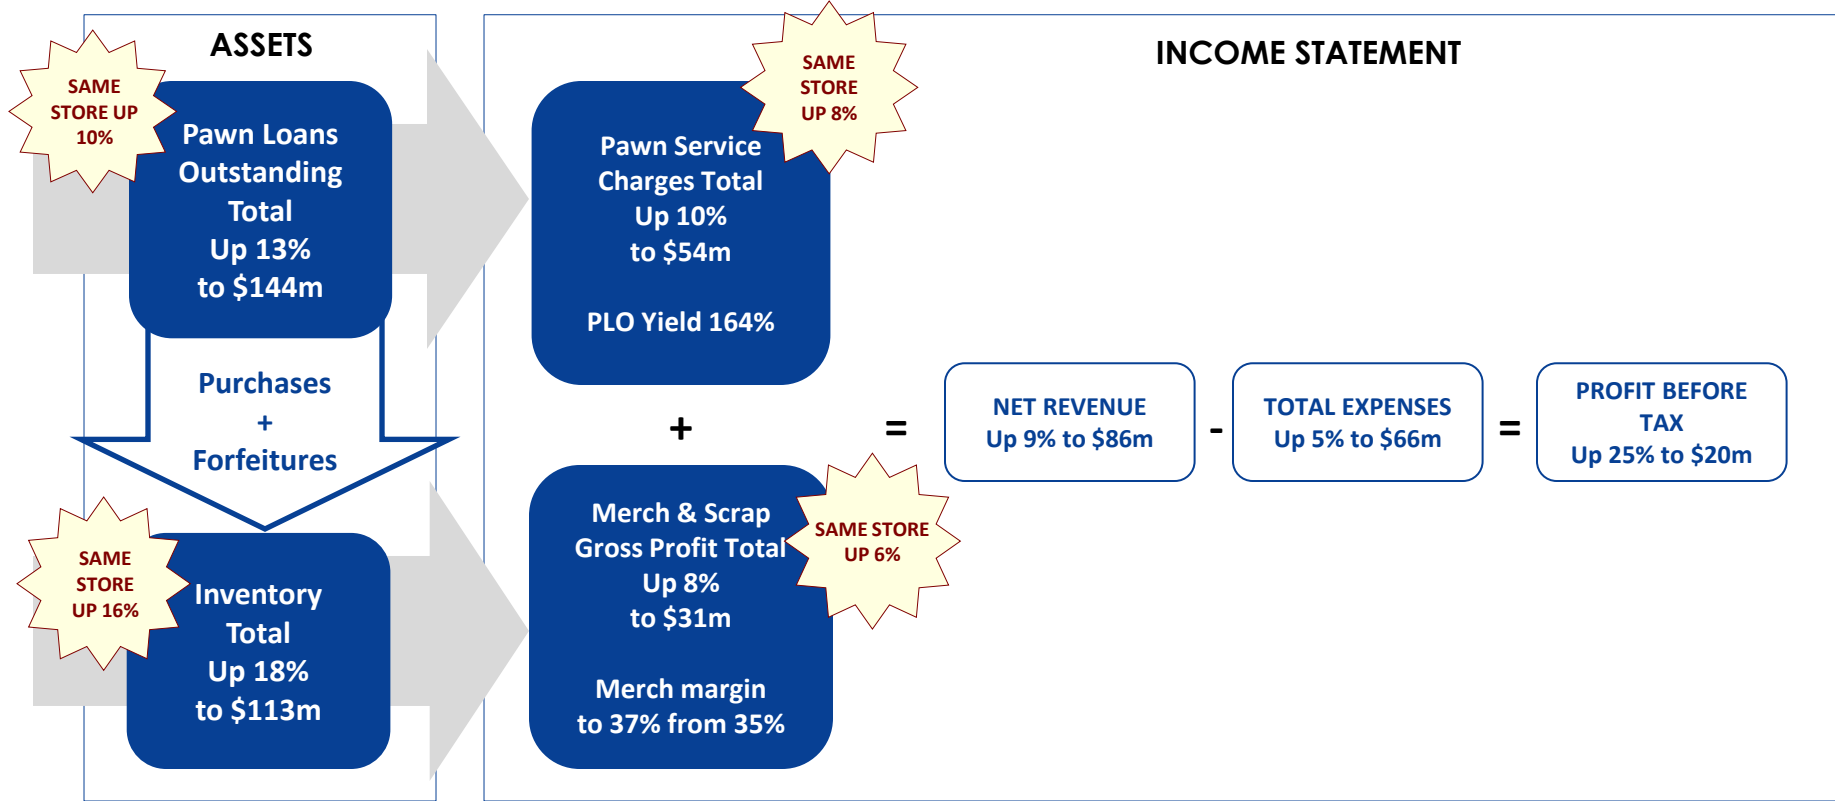 ASSETS
SAME
STORE UP
10%
Pawn Loans
Outstanding
Total
Up 13%
to $144m
Purchases
+
Forfeitures
SAME
STORE
UP 16%
Inventory
Total
Up 18%
to $113m
INCOME STATEMENT
SAME
STORE
UP 8%
Pawn Service
Charges Total
Up 10%
to $54m
PLO Yield 164%
+
SAME STORE
UP 6%
Merch & Scrap
Gross Profit Total
Up 8%
to $31m
Merch margin
to 37% from 35%
=
NET REVENUE
Up 9% to $86m
-
TOTAL EXPENSES
Up 5% to $66m
=
PROFIT BEFORE
TAX
Up 25% to $20m